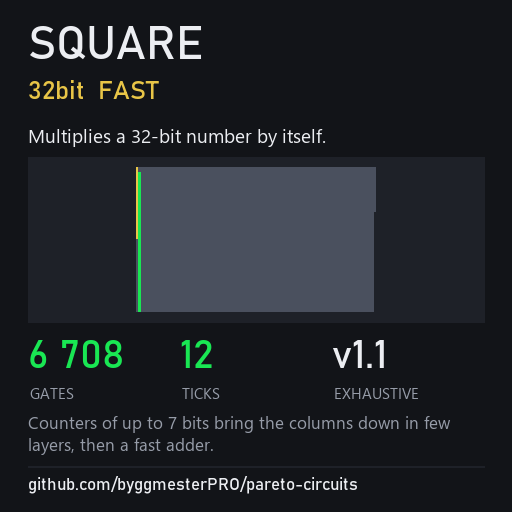 SQUARE
32bit FAST
Multiplies a 32-bit number by itself.
6 708
12
v1.1
GATES
TICKS
EXHAUSTIVE
Counters of up to 7 bits bring the columns down in few
layers, then a fast adder.
github.com/byggmesterPRO/pareto-circuits